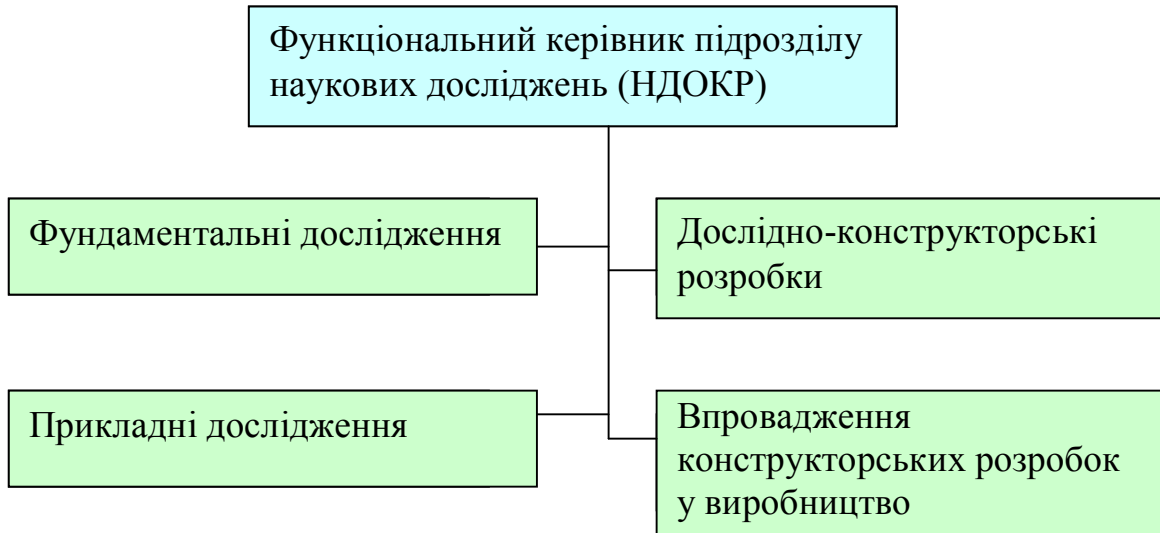 Функціональний керівник підрозділу
наукових досліджень (НДОКР)
Фундаментальні дослідження
Дослідно-конструкторські
розробки
Прикладні дослідження
Впровадження
конструкторських розробок
у виробництво